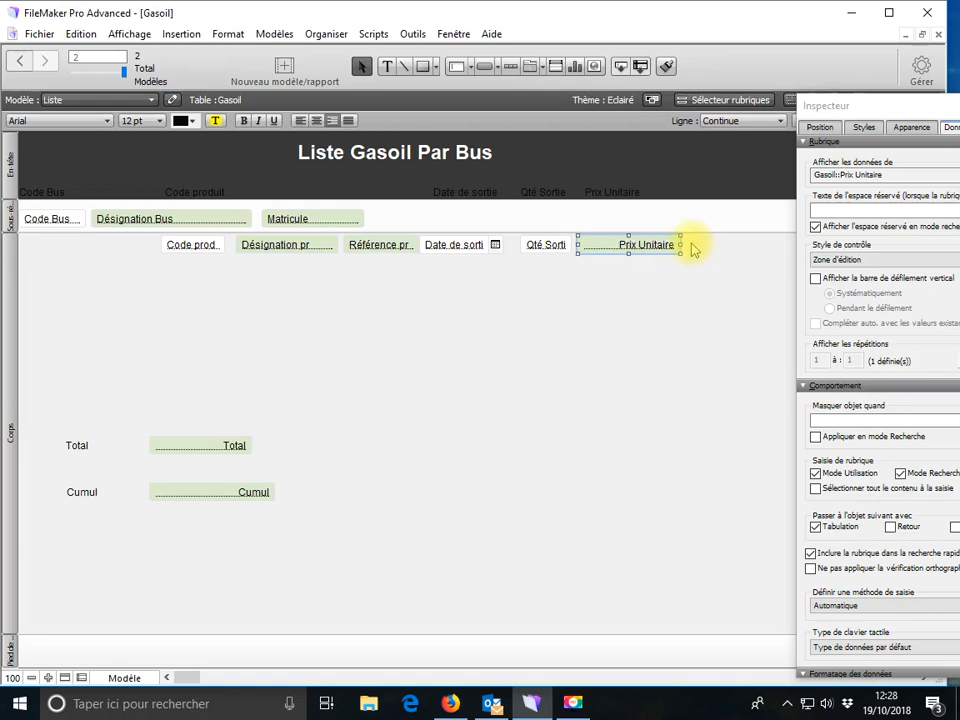 FileMaker Pro Advanced - [Gasoil]
Fichier Edition Affichage Insertion Format Modèles Organiser Scripts Outils Fenêtre Aide
2
2
Total
Modèles
Nouveau modèle/rapport
Gérer
Modèle : Liste
Table : Gasoil
Thème : Eclairé
Sélecteur rubriques
Arial
12 pt
T
B I U
Ligne : Continue
Inspecteur
Position Styles Apparence Donn
Rubrique
Afficher les données de
Gasoil::Prix Unitaire
Texte de l'espace réservé (lorsque la rubriq
Afficher l'espace réservé en mode reche
Style de contrôle
Zone d'édition
Afficher la barre de défilement vertical
Systématiquement
Pendant le défilement
Compléter auto. avec les valeurs existan
Afficher les répétitions
1 à : 1 (1 définie(s))
Comportement
Masquer objet quand
Appliquer en mode Recherche
Saisie de rubrique
Mode Utilisation Mode Recherch
Sélectionner tout le contenu à la saisie
Passer à l'objet suivant avec
Tabulation Retour
Inclure la rubrique dans la recherche rapid
Ne pas appliquer la vérification orthograp
Définir une méthode de saisie
Automatique
Type de clavier tactile
Type de données par défaut
Formatage des données
En-tête
Liste Gasoil Par Bus
Code Bus Code produit Date de sortie Qté Sortie Prix Unitaire
Code Bus Désignation Bus Matricule
Code prod Désignation pr Référence pr Date de sorti Qté Sorti Prix Unitaire
Corps
Total Total
Cumul Cumul
100 Modèle
Taper ici pour rechercher
12:28
19/10/2018
3